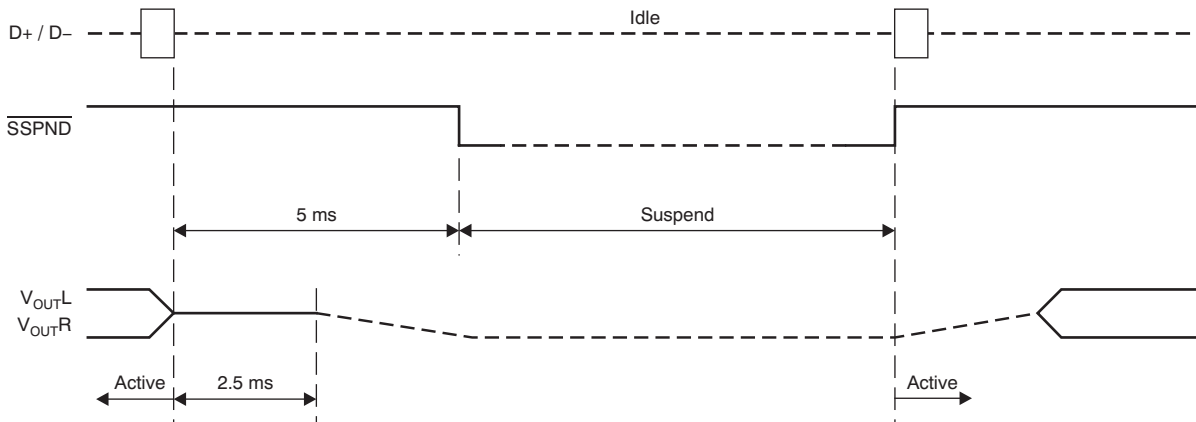 Idle
D+ / D–
SSPND
5 ms
Suspend
VOUTL
VOUTR
Active
2.5 ms
Active